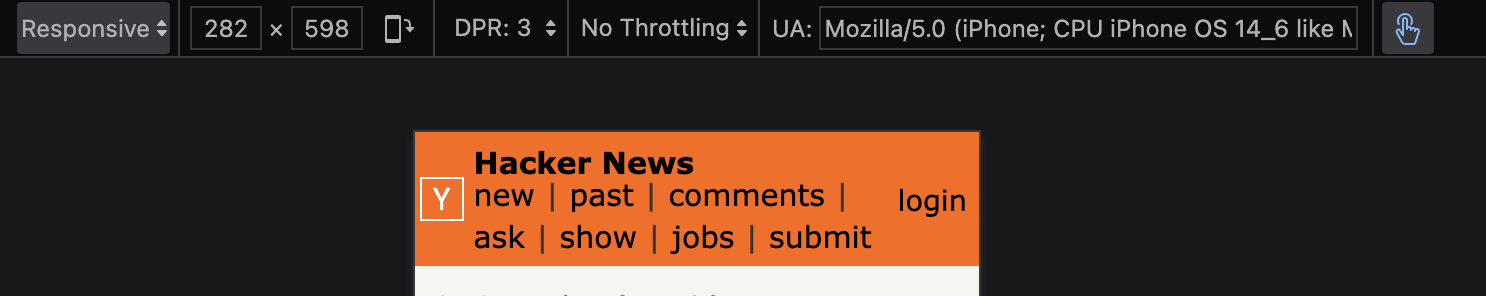 Responsive 282 × 598 DPR: 3 No Throttling UA: Mozilla/5.0 (iPhone; CPU iPhone OS 14_6 like
Hacker News
Y new | past | comments | login
ask | show | jobs | submit